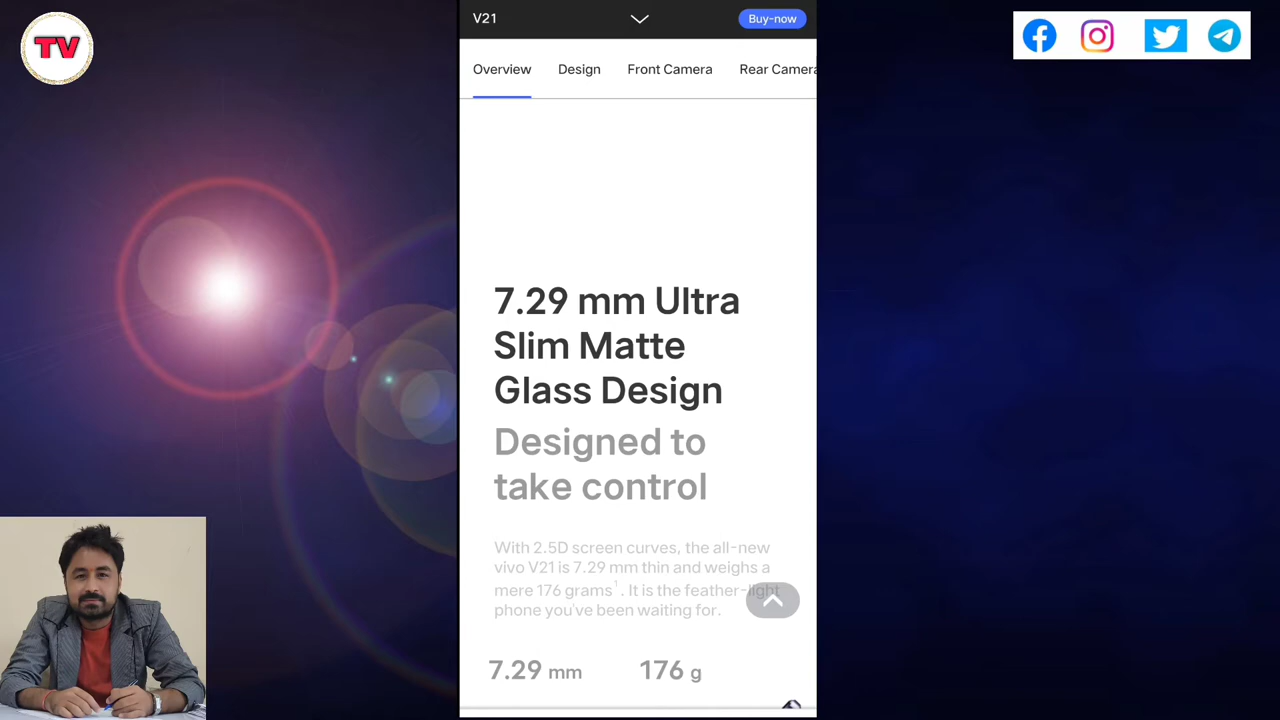 TV
V21
Buy-now
Overview Design Front Camera Rear Camera
7.29 mm Ultra
Slim Matte
Glass Design
Designed to
take control
With 2.5D screen curves, the all-new
vivo V21 is 7.29 mm thin and weighs a
mere 176 grams¹. It is the feather-light
phone you've been waiting for.
7.29 mm 176 g